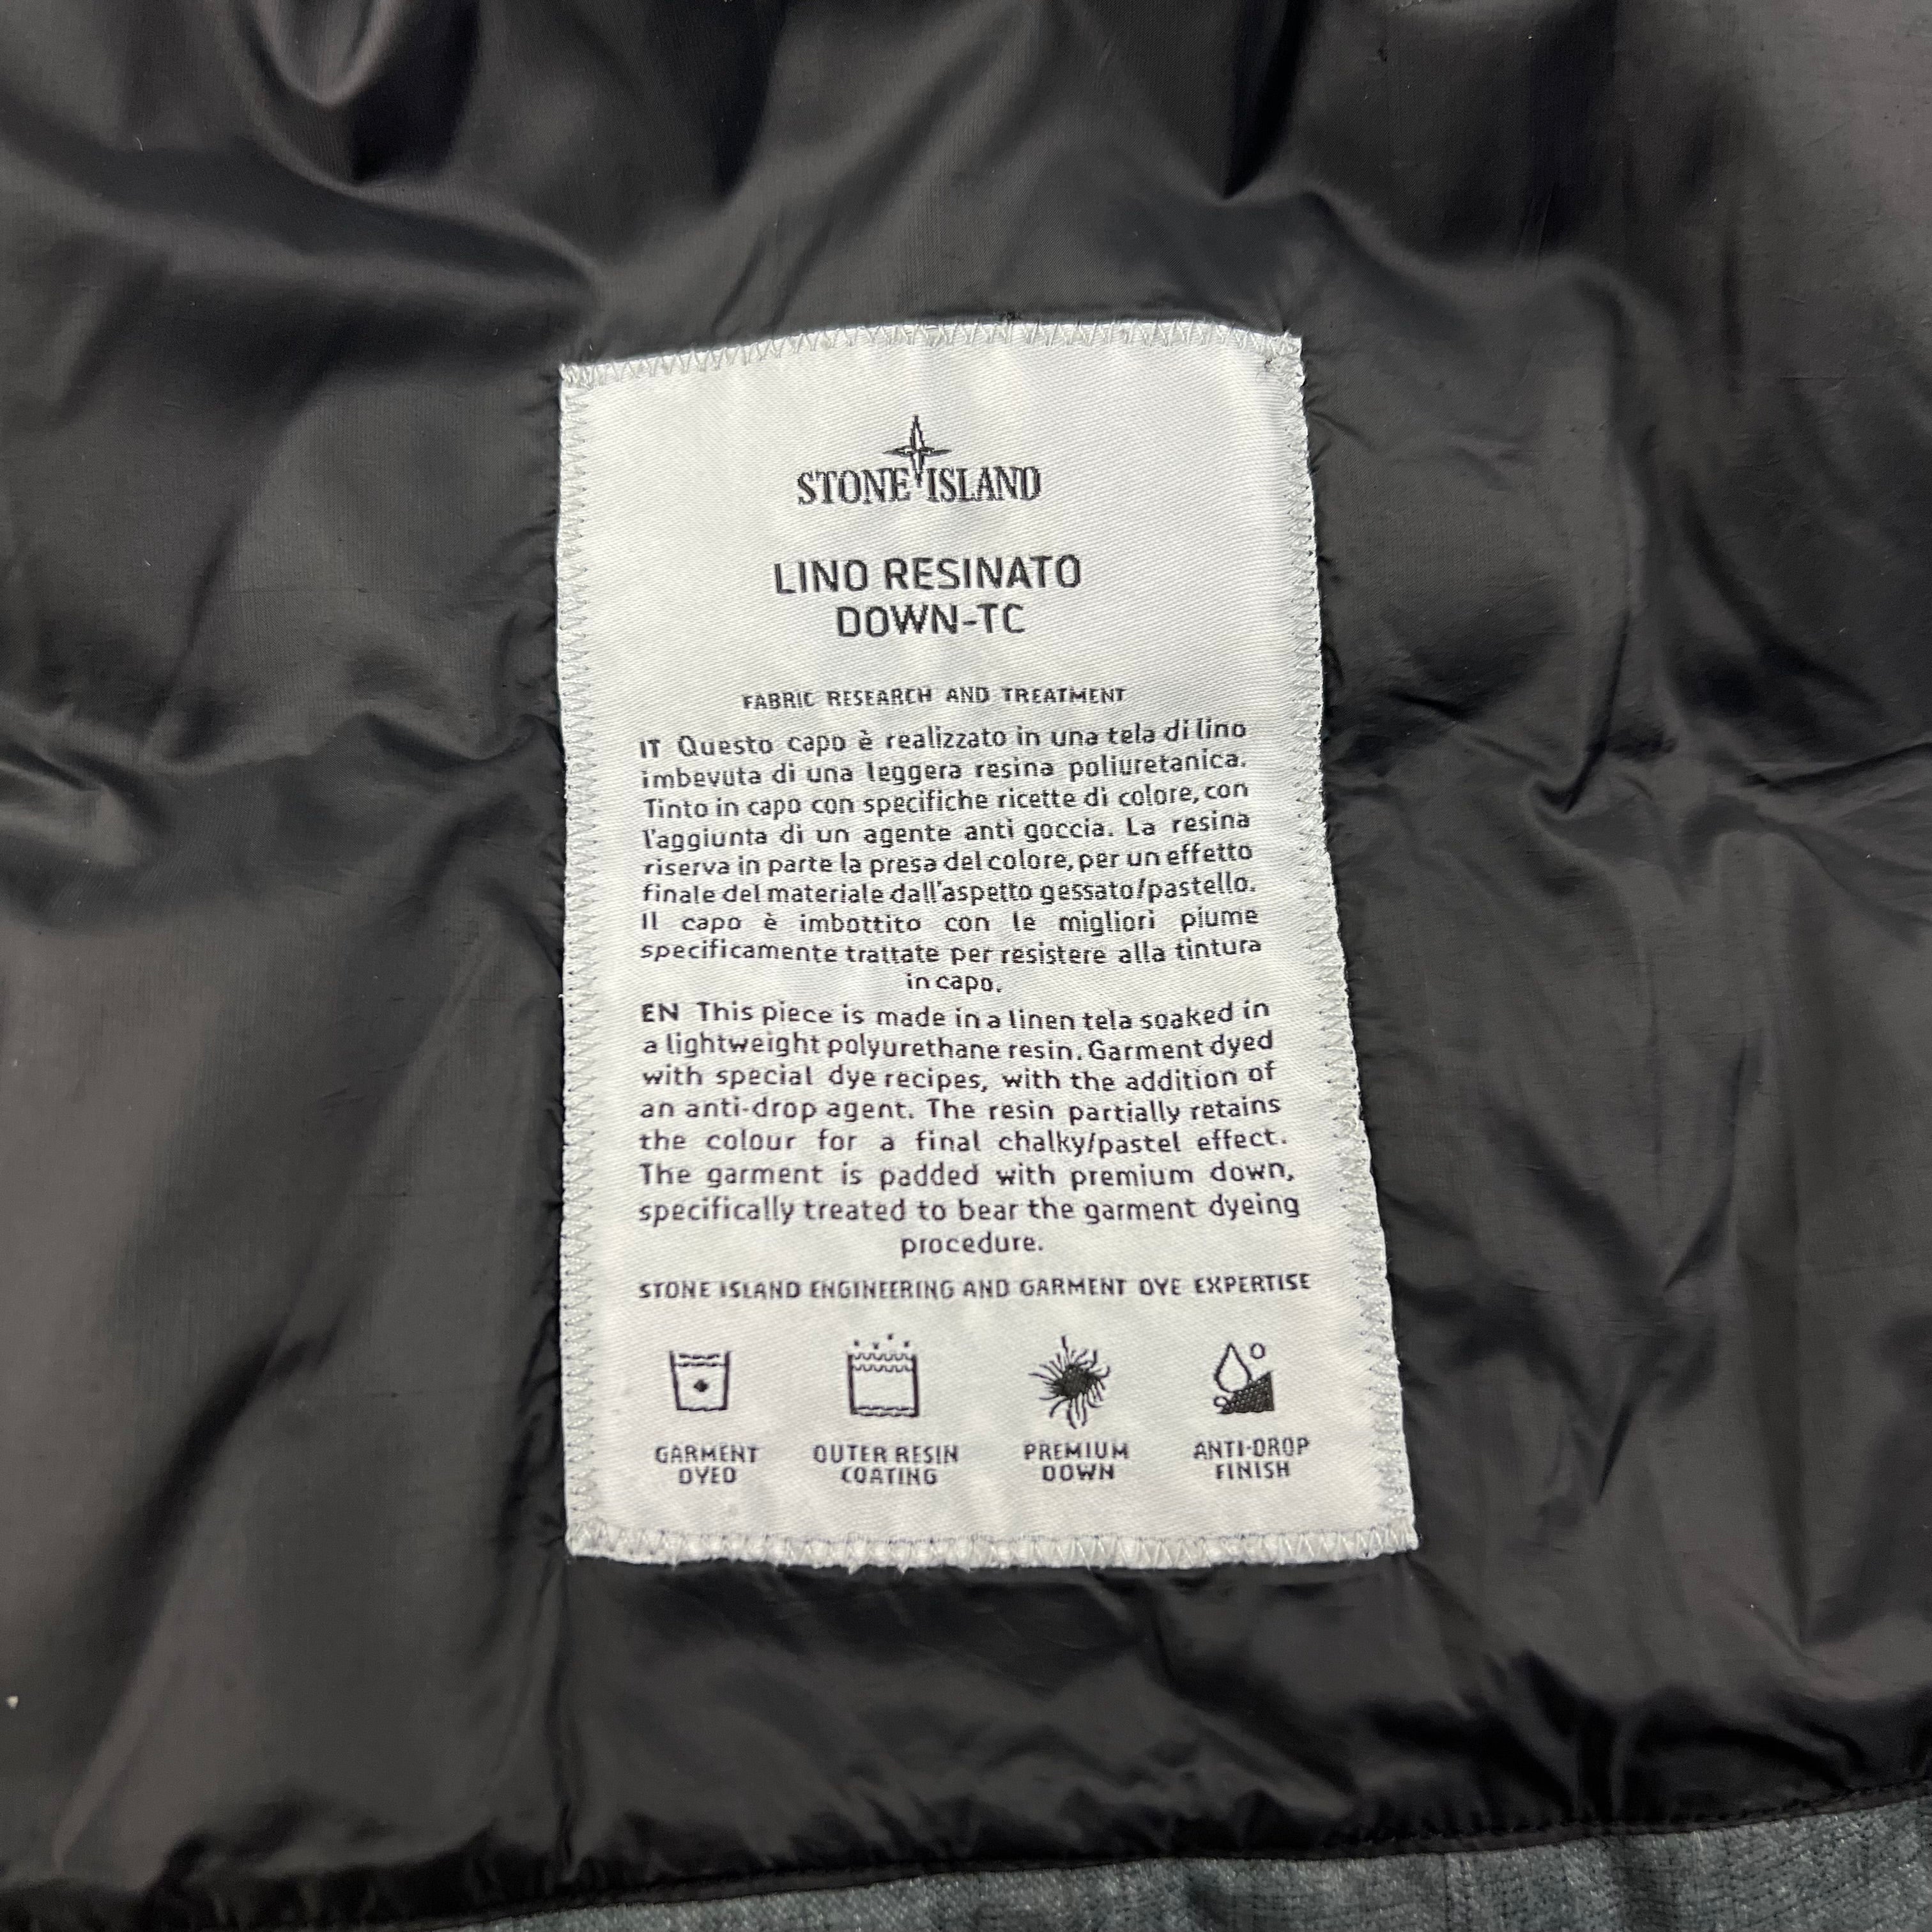 STONE ISLAND
LINO RESINATO
DOWN-TC
FABRIC RESEARCH AND TREATMENT
IT Questo capo è realizzato in una tela di lino
imbevuta di una leggera resina poliuretanica.
Tinto in capo con specifiche ricette di colore, con
l'aggiunta di un agente anti goccia. La resina
riserva in parte la presa del colore, per un effetto
finale del materiale dall'aspetto gessato/pastello.
Il capo è imbottito con le migliori piume
specificamente trattate per resistere alla tintura
in capo.
EN This piece is made in a linen tela soaked in
a lightweight polyurethane resin. Garment dyed
with special dye recipes, with the addition of
an anti-drop agent. The resin partially retains
the colour for a final chalky/pastel effect.
The garment is padded with premium down,
specifically treated to bear the garment dyeing
procedure.
STONE ISLAND ENGINEERING AND GARMENT DYE EXPERTISE
GARMENT
DYED
OUTER RESIN
COATING
PREMIUM
DOWN
ANTI-DROP
FINISH